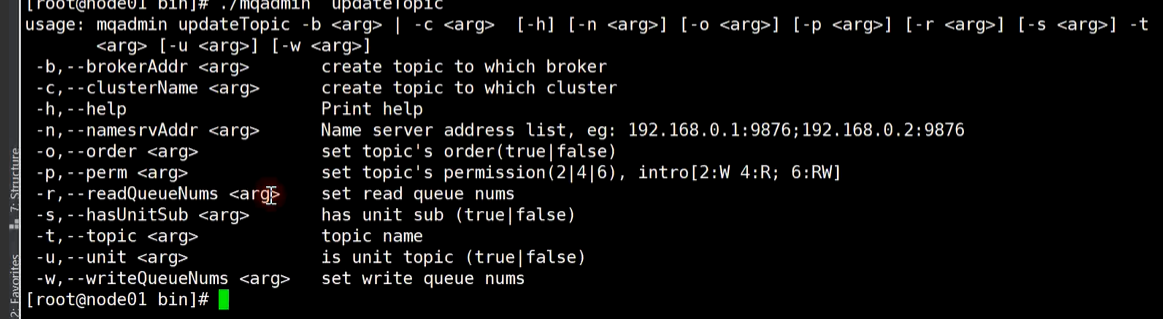 [root@node01 bin]# ./mqadmin  updateTopic
usage: mqadmin updateTopic -b <arg> | -c <arg>  [-h] [-n <arg>] [-o <arg>] [-p <arg>] [-r <arg>] [-s <arg>] -t
       <arg> [-u <arg>] [-w <arg>]
 -b,--brokerAddr <arg>       create topic to which broker
 -c,--clusterName <arg>      create topic to which cluster
 -h,--help                   Print help
 -n,--namesrvAddr <arg>      Name server address list, eg: 192.168.0.1:9876;192.168.0.2:9876
 -o,--order <arg>            set topic's order(true|false)
 -p,--perm <arg>             set topic's permission(2|4|6), intro[2:W 4:R; 6:RW]
 -r,--readQueueNums <arg>    set read queue nums
 -s,--hasUnitSub <arg>       has unit sub (true|false)
 -t,--topic <arg>            topic name
 -u,--unit <arg>             is unit topic (true|false)
 -w,--writeQueueNums <arg>   set write queue nums
[root@node01 bin]#
7: Structure
2: Favorites